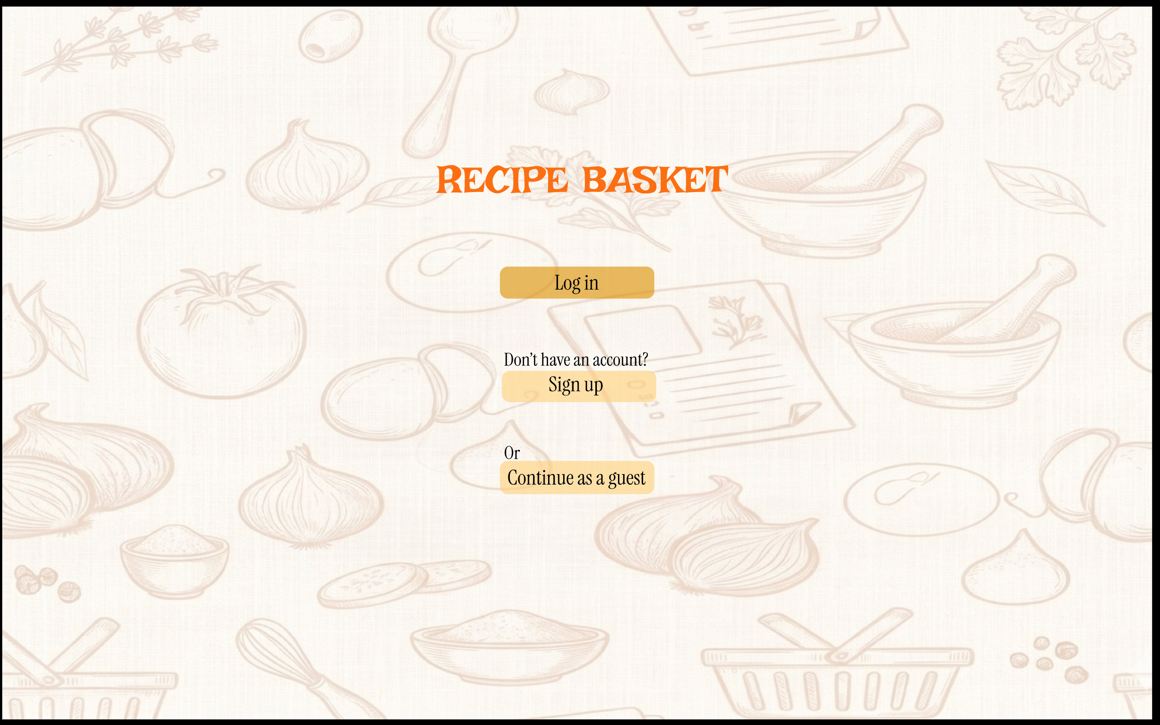 RECIPE BASKET
Log in
Don't have an account?
Sign up
Or
Continue as a guest